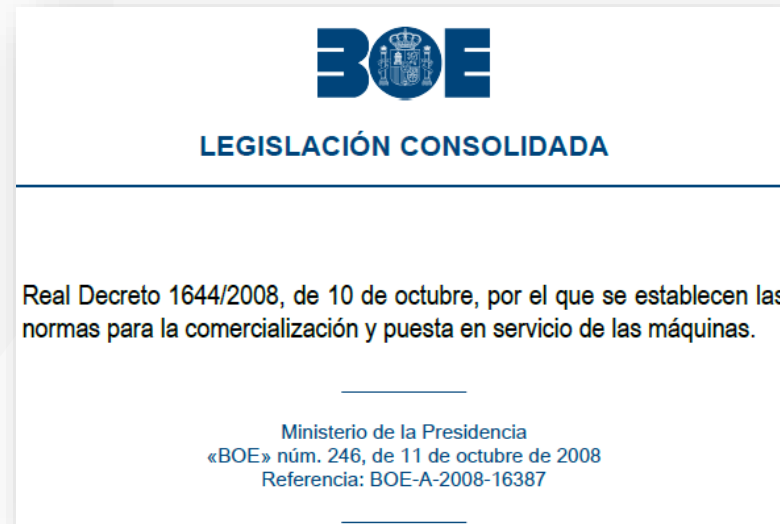 BOE
LEGISLACIÓN CONSOLIDADA
Real Decreto 1644/2008, de 10 de octubre, por el que se establecen las
normas para la comercialización y puesta en servicio de las máquinas.
Ministerio de la Presidencia
«BOE» núm. 246, de 11 de octubre de 2008
Referencia: BOE-A-2008-16387